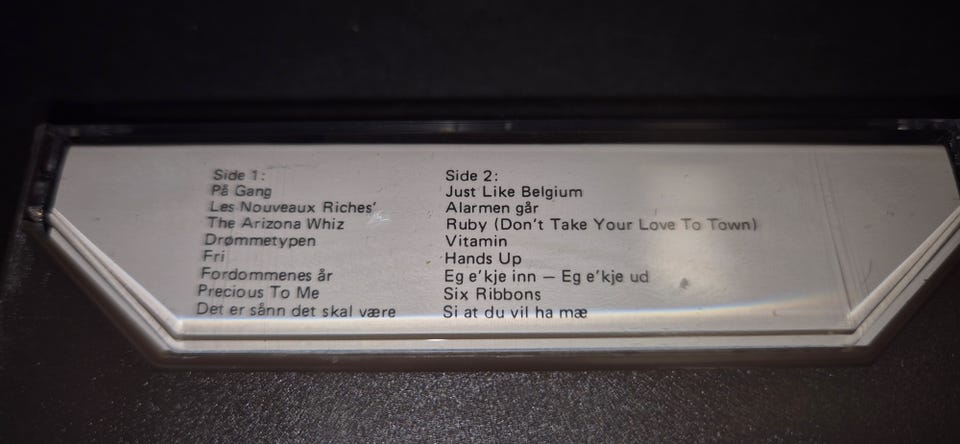 Side 1:
På Gang
Les Nouveaux Riches'
The Arizona Whiz
Drømmetypen
Fri
Fordommenes år
Precious To Me
Det er sånn det skal være
Side 2:
Just Like Belgium
Alarmen går
Ruby (Don't Take Your Love To Town)
Vitamin
Hands Up
Eg e'kje inn — Eg e'kje ud
Six Ribbons
Si at du vil ha mæ